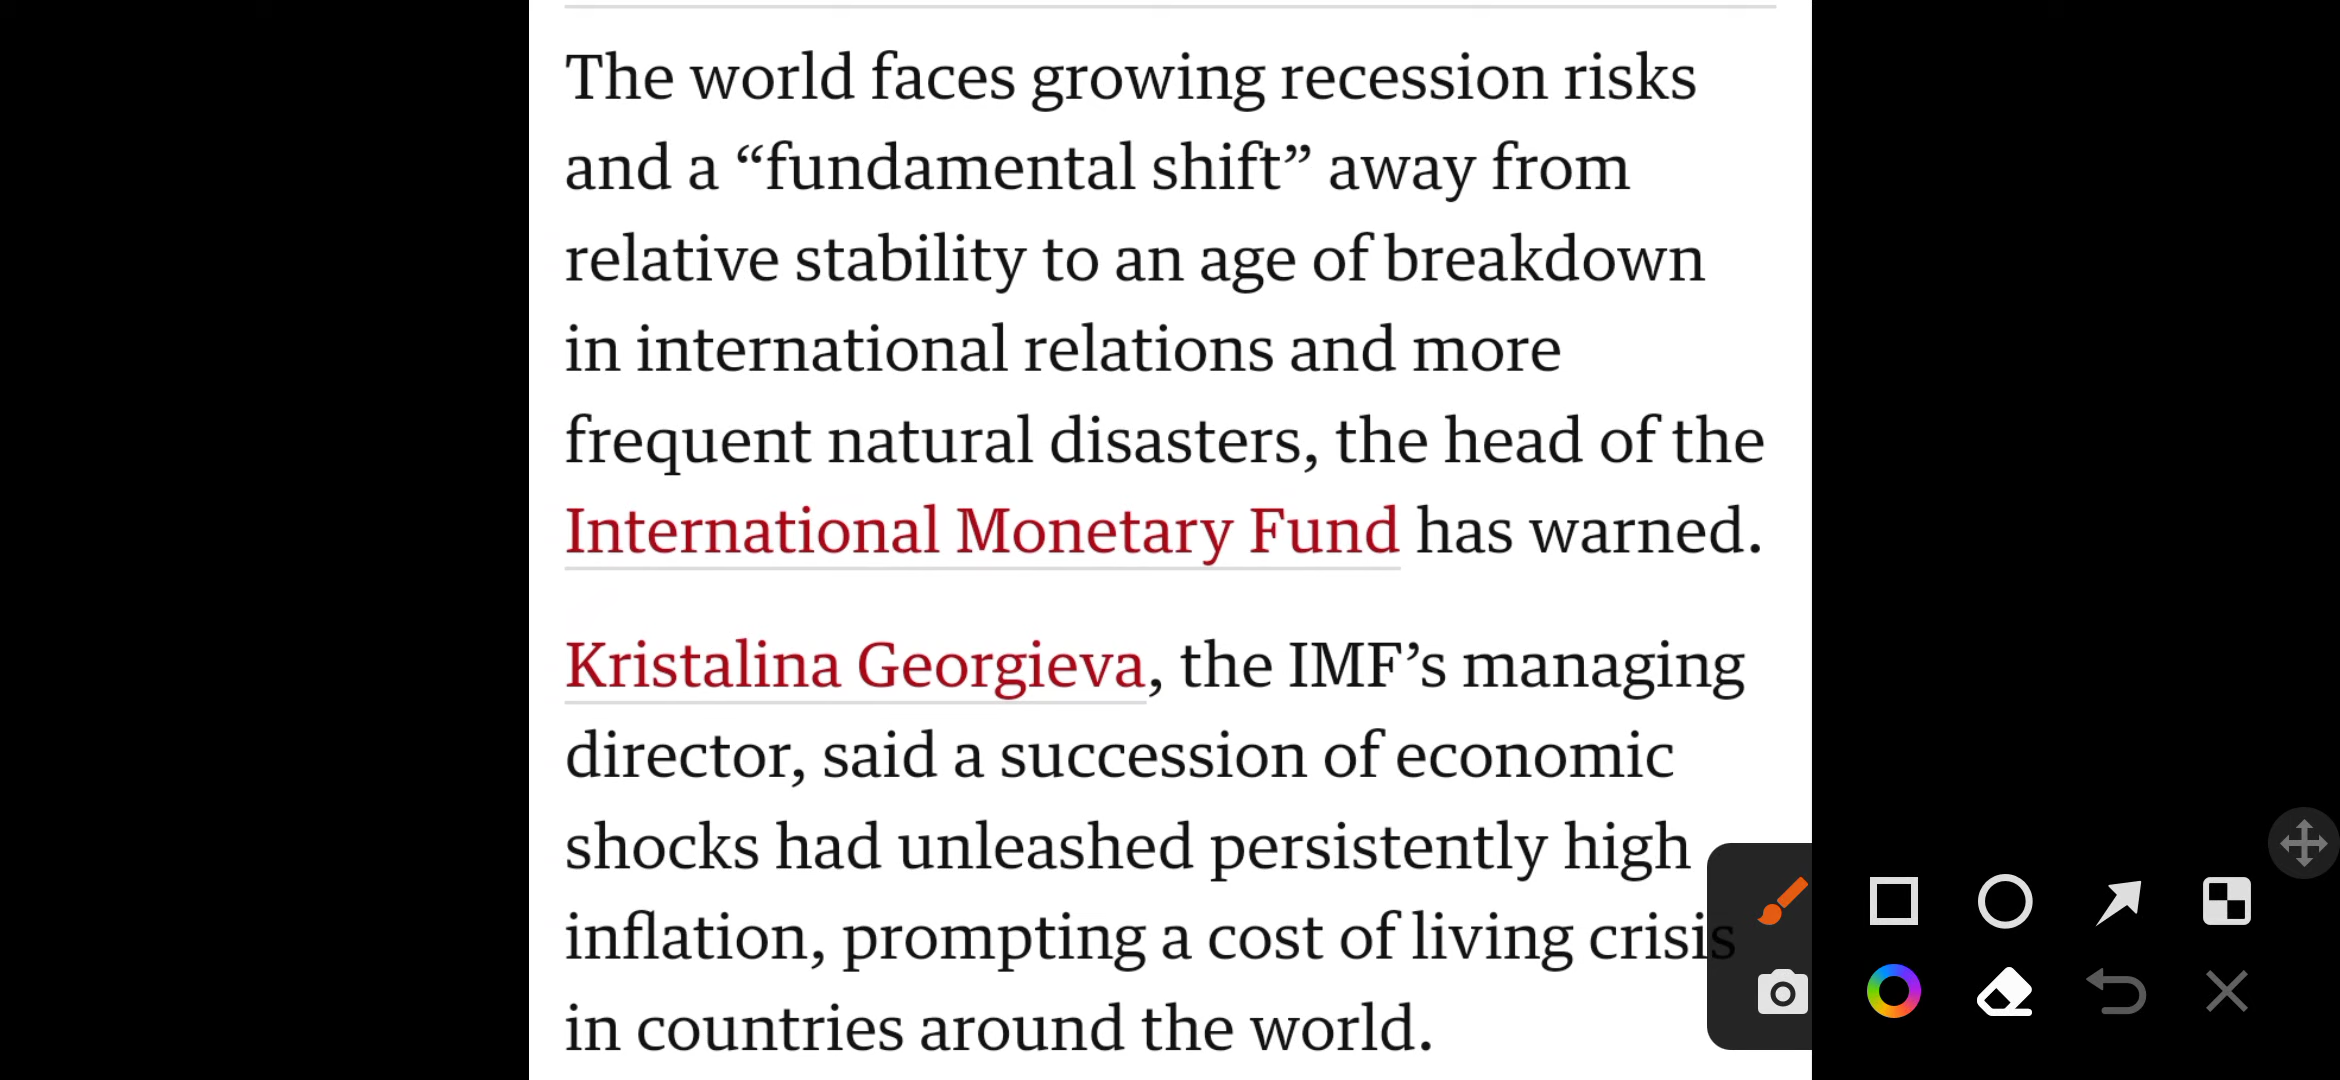 The world faces growing recession risks
and a “fundamental shift” away from
relative stability to an age of breakdown
in international relations and more
frequent natural disasters, the head of the
International Monetary Fund has warned.
Kristalina Georgieva, the IMF’s managing
director, said a succession of economic
shocks had unleashed persistently high
inflation, prompting a cost of living crisis
in countries around the world.